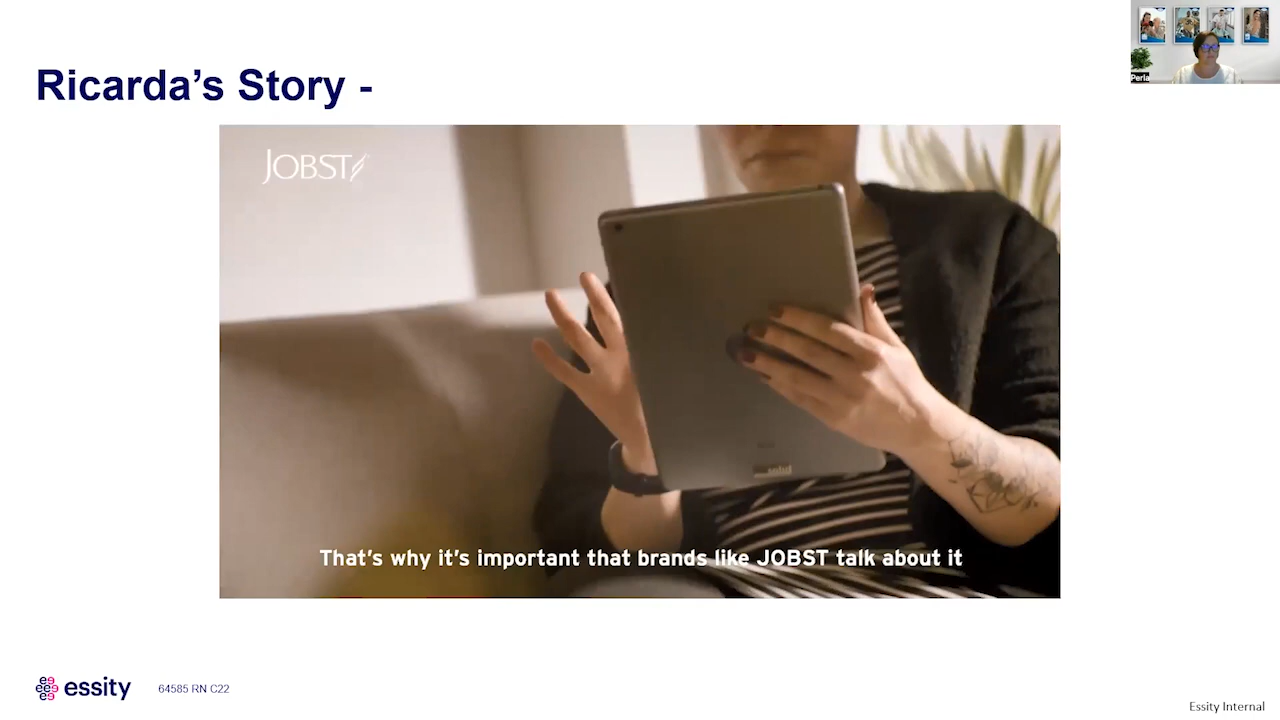 Ricarda's Story -
Perla
JOBST
That's why it's important that brands like JOBST talk about it
essity
64585 RN C22
Essity Internal